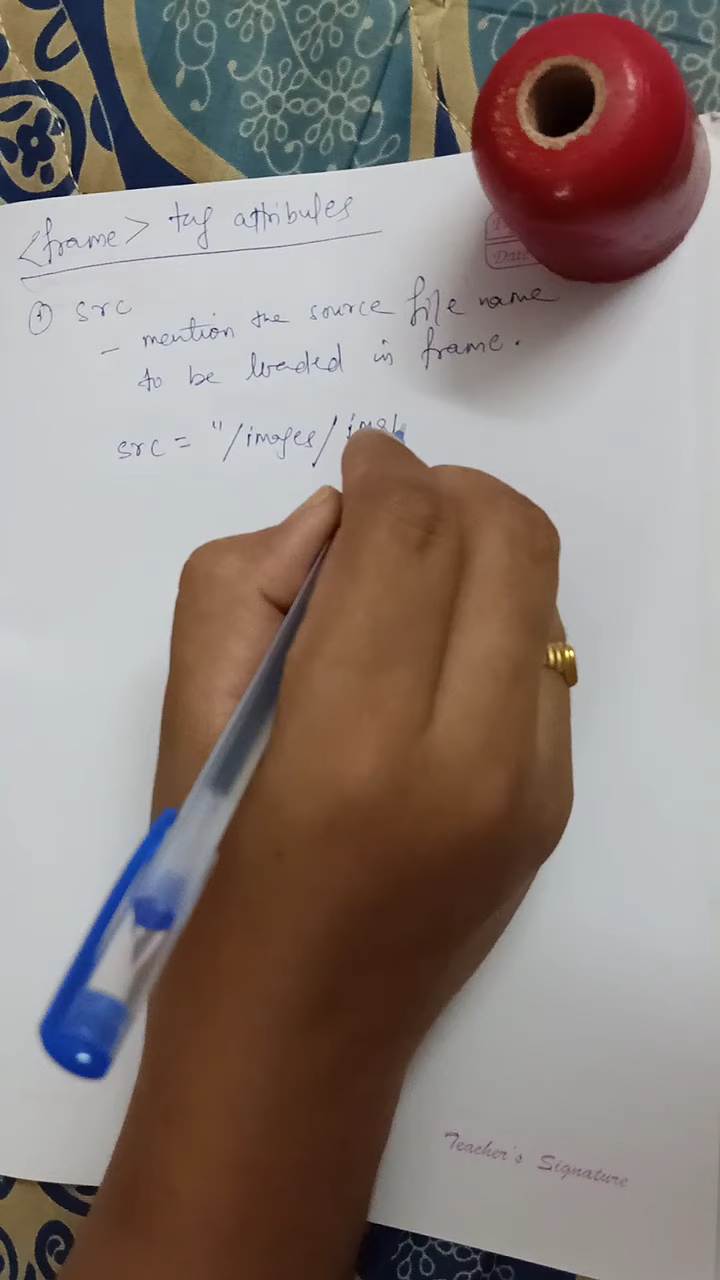 <frame> tag attributes
① src
- mention the source file name
to be loaded in frame.
src = "/images/
Teacher's Signature